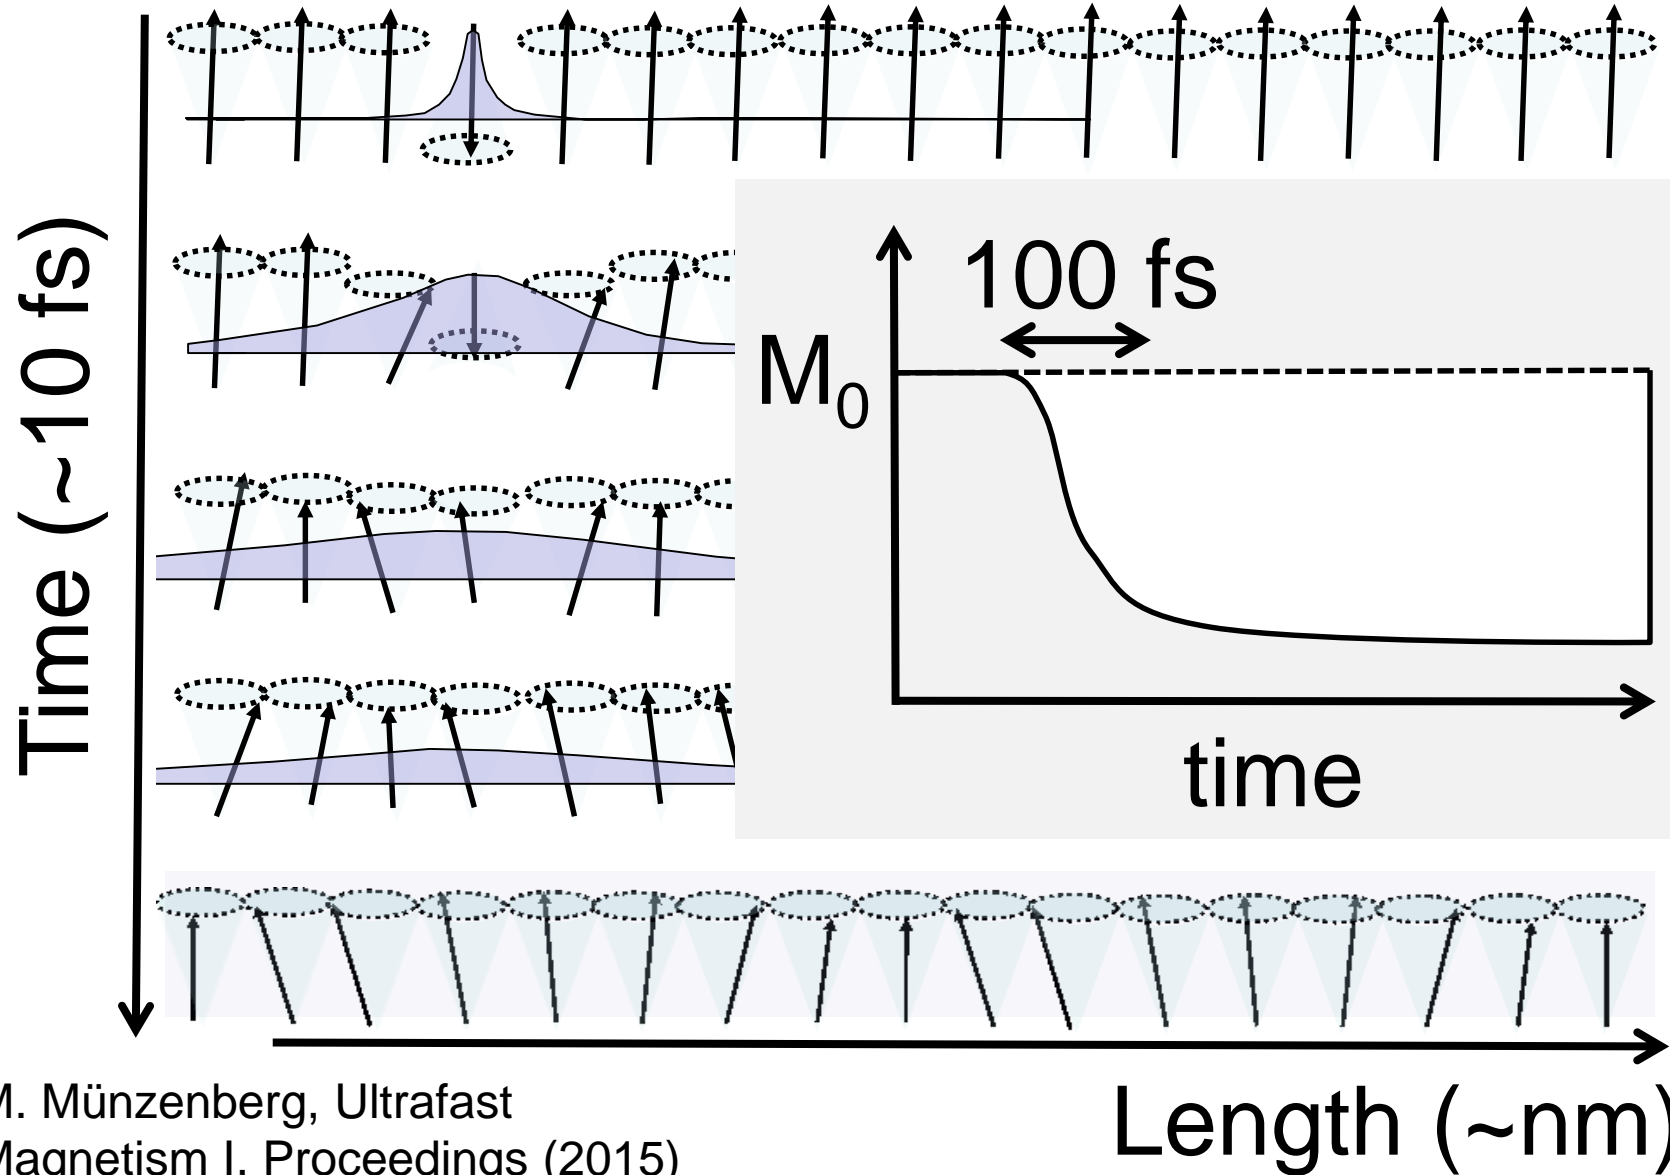 Time (~10 fs)
100 fs
M0
time
Length (~nm)
M. Münzenberg, Ultrafast
Magnetism I, Proceedings (2015)